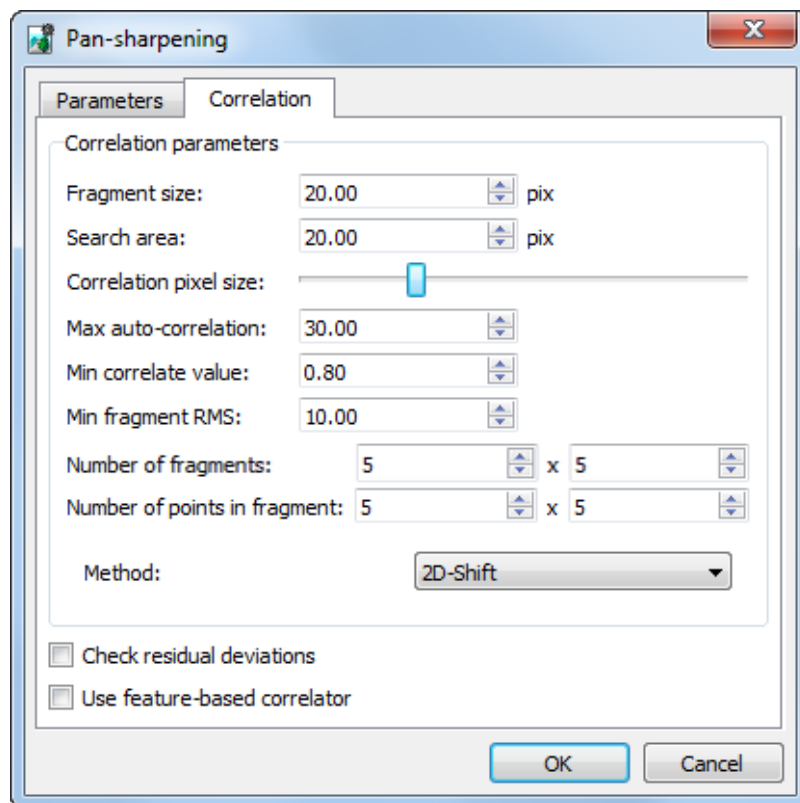 Pan-sharpening
Parameters Correlation
Correlation parameters
Fragment size: 20.00 pix
Search area: 20.00 pix
Correlation pixel size:
Max auto-correlation: 30.00
Min correlate value: 0.80
Min fragment RMS: 10.00
Number of fragments: 5 x 5
Number of points in fragment: 5 x 5
Method: 2D-Shift
Check residual deviations
Use feature-based correlator
OK Cancel